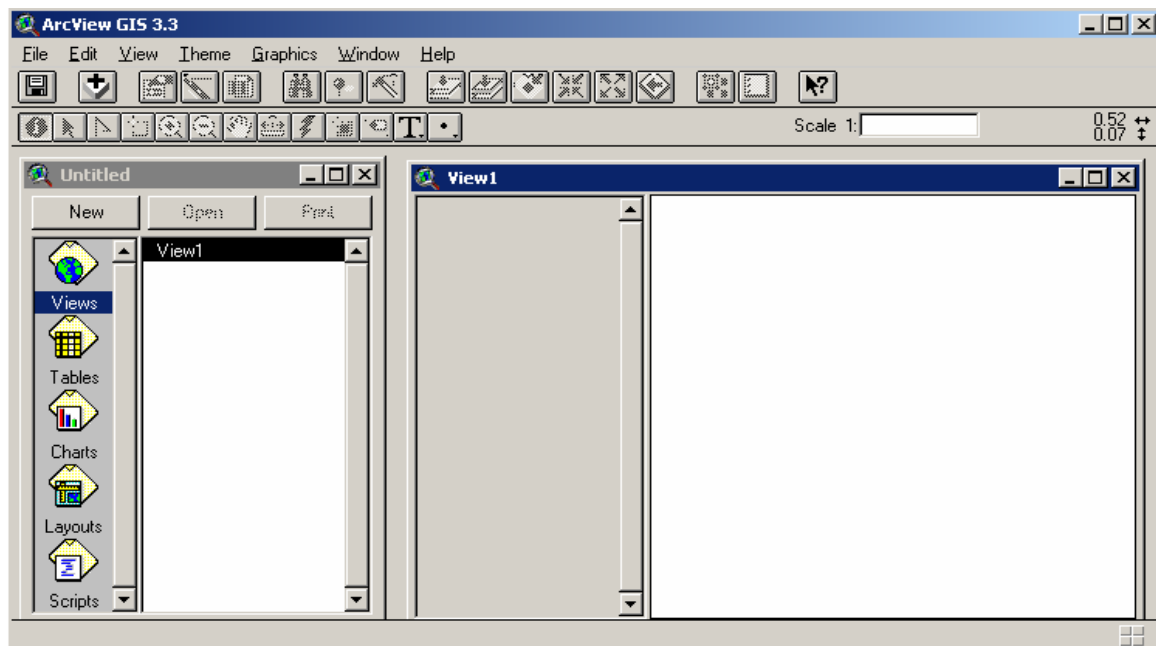 ArcView GIS 3.3
File Edit View Theme Graphics Window Help
T.
Scale 1: 0.52
0.07
Untitled
New Open Print
View1
Views
Tables
Charts
Layouts
Scripts
View1